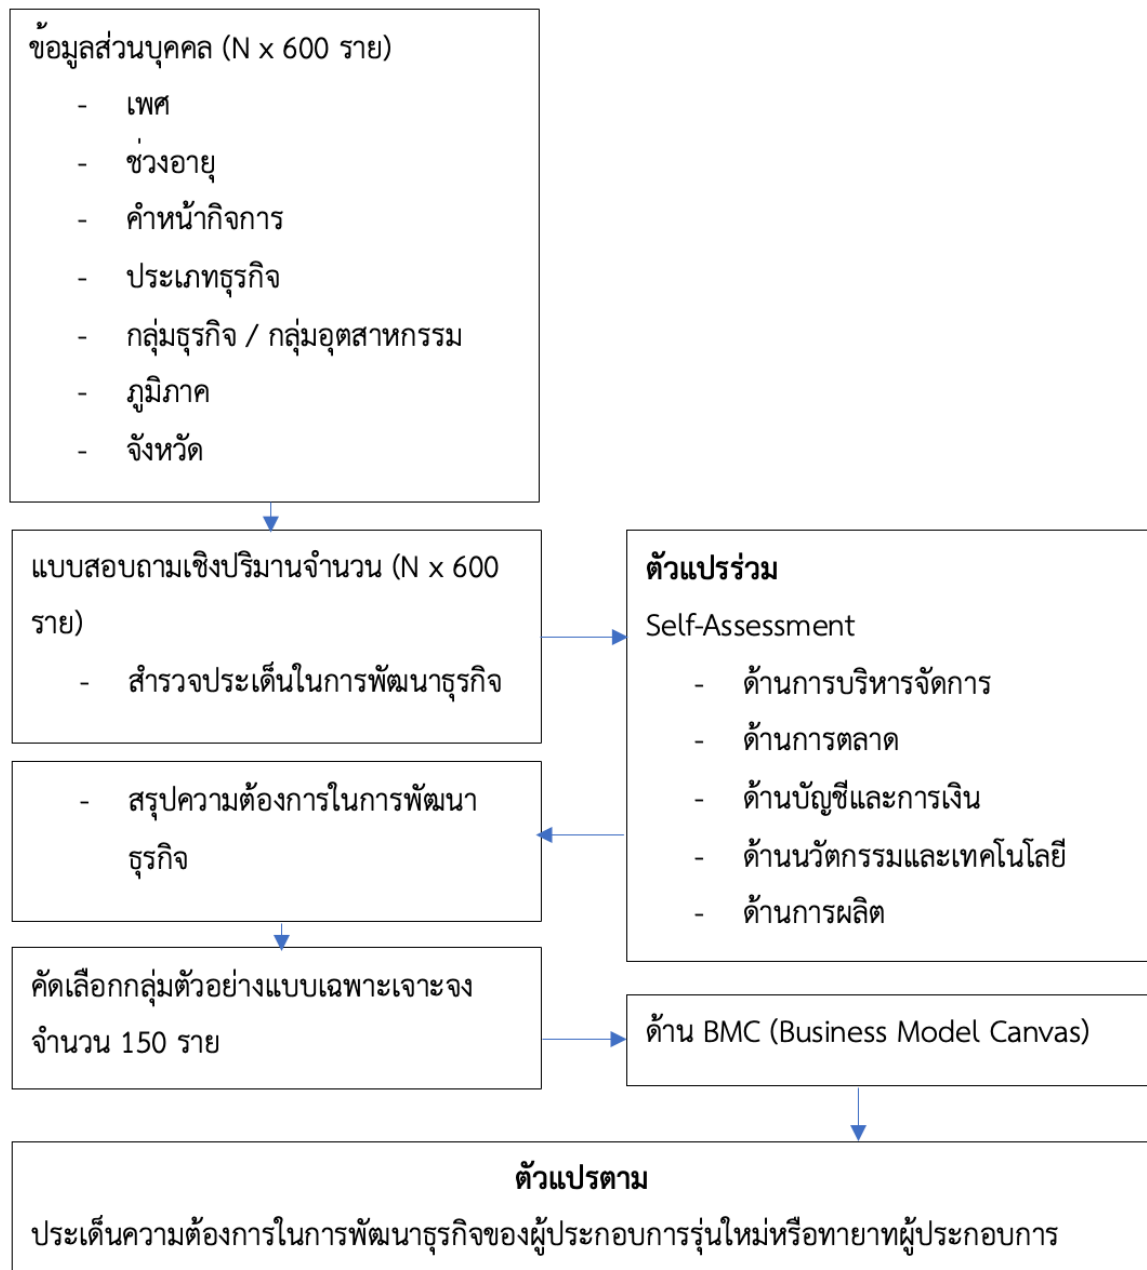 ข้อมูลส่วนบุคคล (N x 600 ราย)
- เพศ
- ช่วงอายุ
- คำหน้ากิจการ
- ประเภทธุรกิจ
- กลุ่มธุรกิจ / กลุ่มอุตสาหกรรม
- ภูมิภาค
- จังหวัด
แบบสอบถามเชิงปริมานจำนวน (N x 600
ราย)
- สำรวจประเด็นในการพัฒนาธุรกิจ
ตัวแปรร่วม
Self-Assessment
- ด้านการบริหารจัดการ
- ด้านการตลาด
- ด้านบัญชีและการเงิน
- ด้านนวัตกรรมและเทคโนโลยี
- ด้านการผลิต
- สรุปความต้องการในการพัฒนา
ธุรกิจ
คัดเลือกกลุ่มตัวอย่างแบบเฉพาะเจาะจง
จำนวน 150 ราย
ด้าน BMC (Business Model Canvas)
ตัวแปรตาม
ประเด็นความต้องการในการพัฒนาธุรกิจของผู้ประกอบการรุ่นใหม่หรือทายาทผู้ประกอบการ